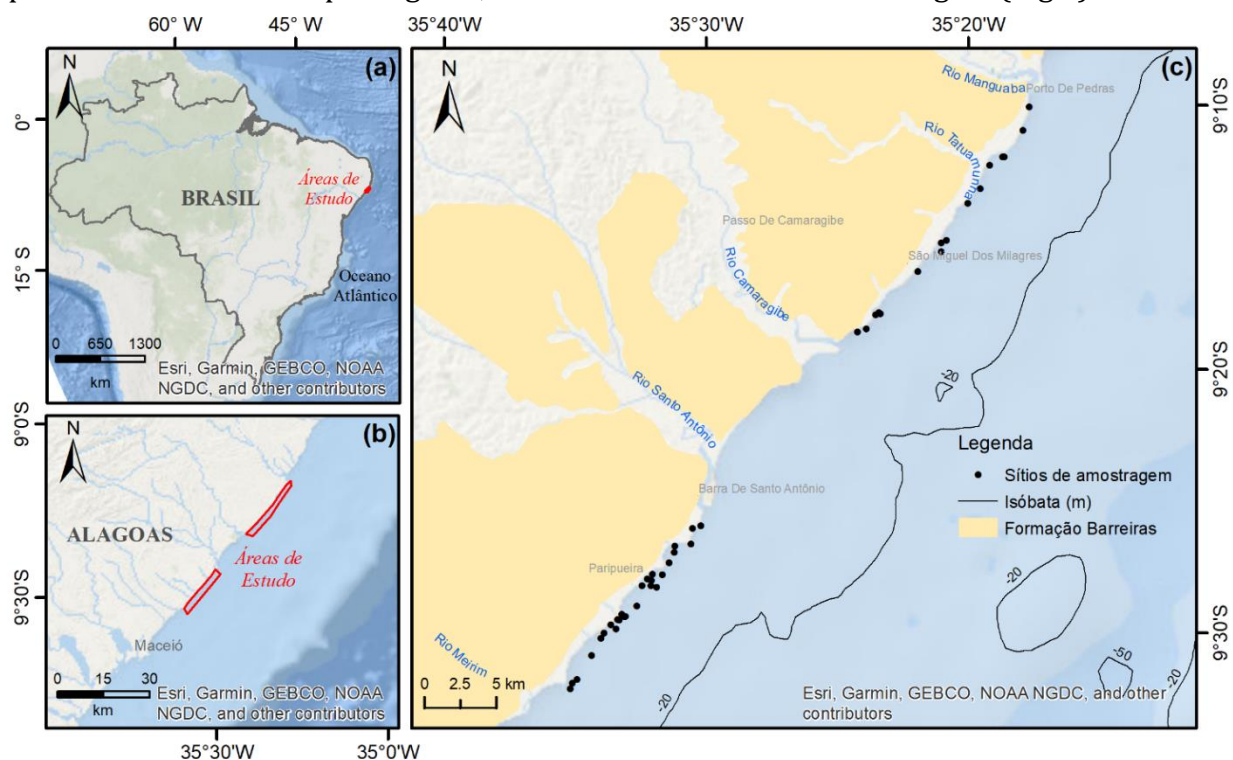 60° W
45° W
35°40'W
35°30'W
35°20'W
(a)
N
0°
15° S
BRASIL
Áreas de
Estudo
Oceano
Atlântico
0 650 1300
km
Esri, Garmin, GEBCO, NOAA
NGDC, and other contributors
(b)
N
9°0'S
9°30'S
ALAGOAS
Áreas de
Estudo
Maceió
0 15 30
km
Esri, Garmin, GEBCO, NOAA
NGDC, and other contributors
35°30'W
35°0'W
(c)
N
Rio Manguaba
Porto De Pedras
9°10'S
Rio Tatuamunha
Passo De Camaragibe
São Miguel Dos Milagres
Rio Camaragibe
9°20'S
-20
Rio Santo Antônio
Legenda
Sítios de amostragem
Isóbata (m)
Formação Barreiras
Barra De Santo Antônio
Paripueira
-20
9°30'S
-50
Rio Meirim
-20
-20
0 2.5 5 km
Esri, Garmin, GEBCO, NOAA NGDC, and other
contributors